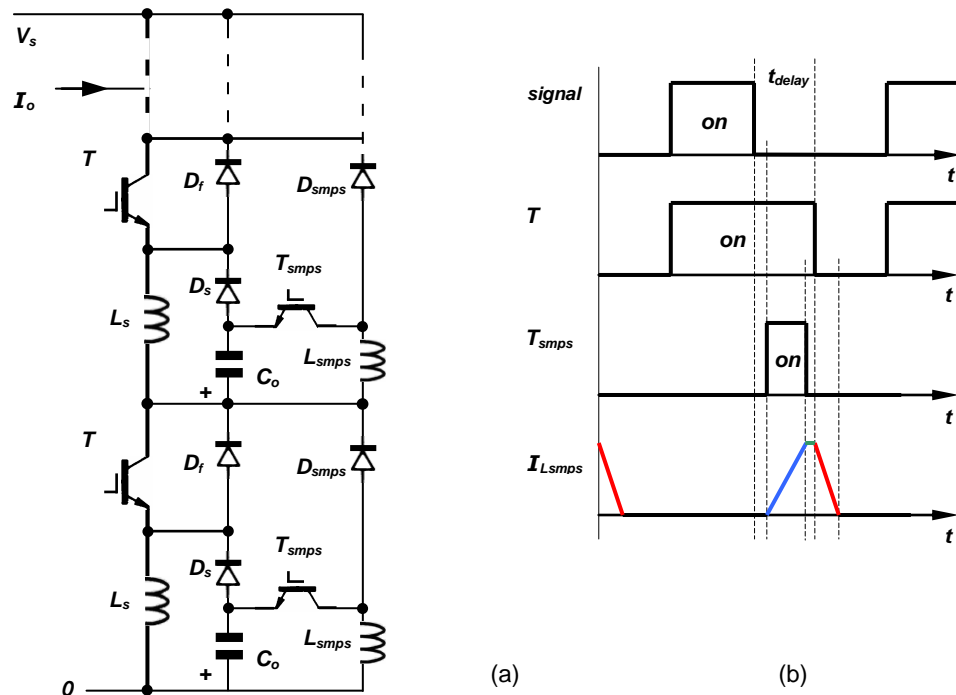 Vs
Io
T
Df
Dsmps
Tsmps
Ds
Ls
Lsmps
Co
+
T
Df
Dsmps
Tsmps
Ds
Ls
Lsmps
Co
+
0
(a)
tdelay
signal
on
t
T
on
t
Tsmps
on
t
ILsmps
t
(b)